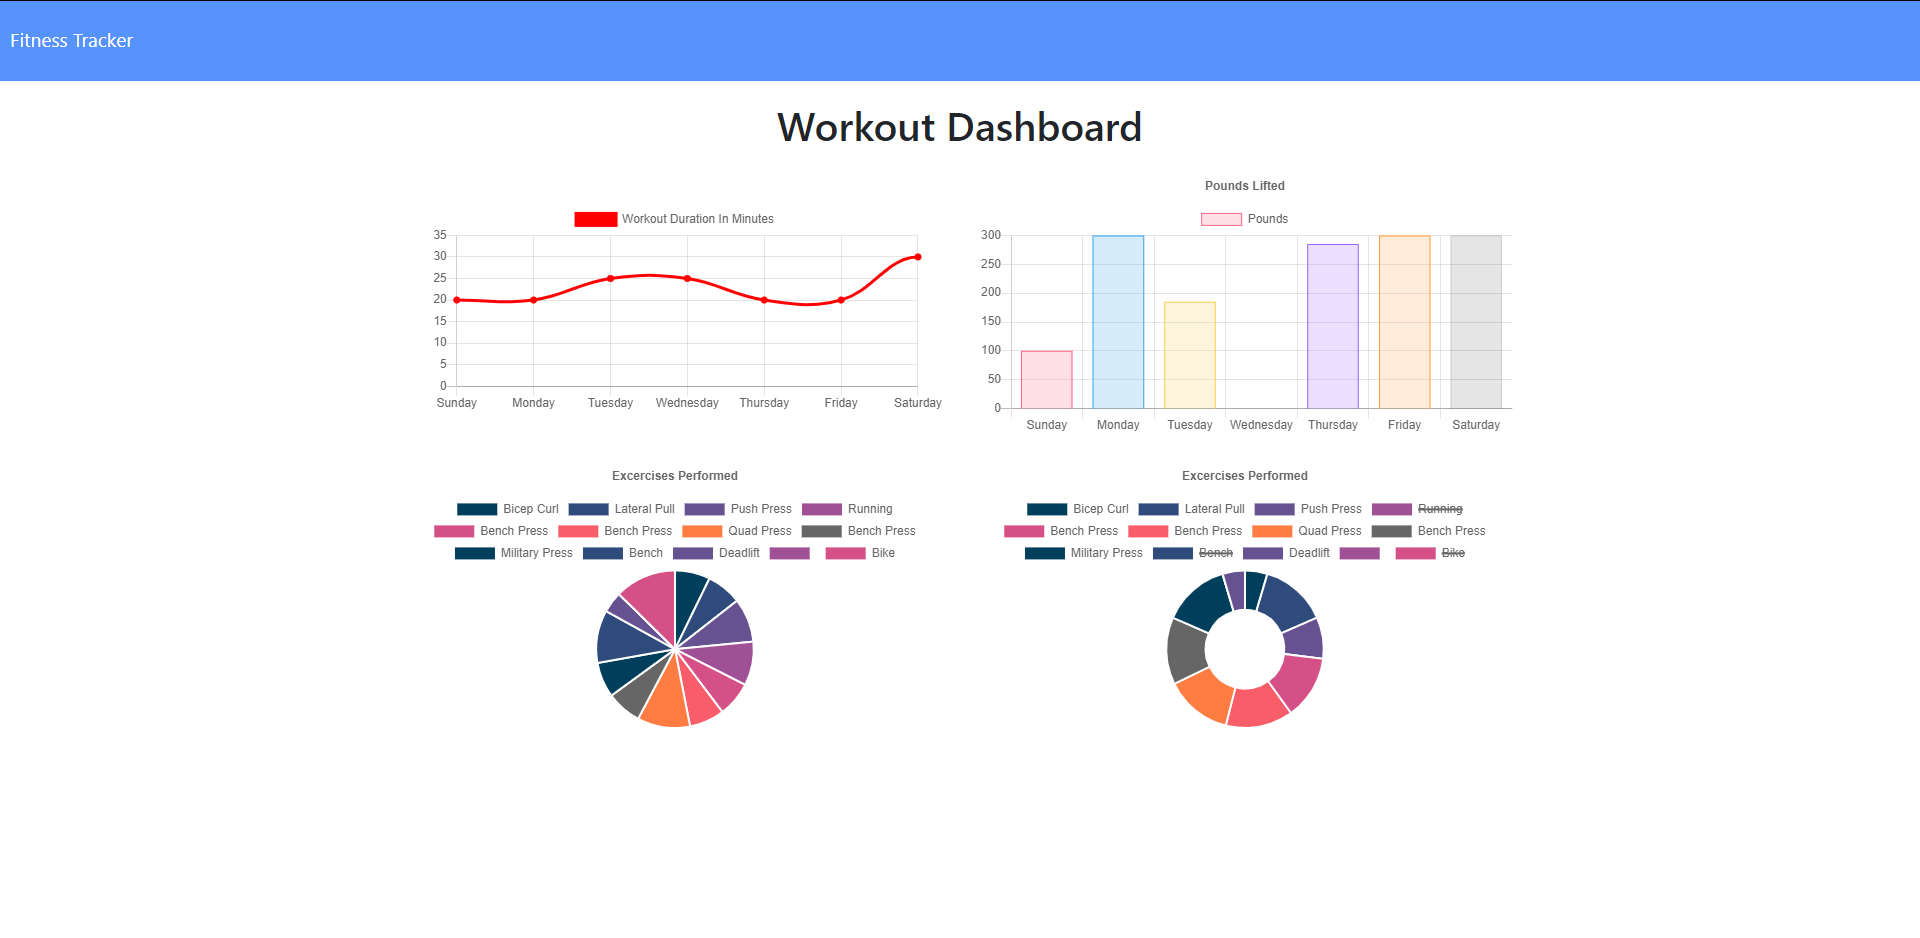 Fitness Tracker
Workout Dashboard
Workout Duration In Minutes
35
30
25
20
15
10
5
0
Sunday Monday Tuesday Wednesday Thursday Friday Saturday
Pounds Lifted
Pounds
300
250
200
150
100
50
0
Sunday Monday Tuesday Wednesday Thursday Friday Saturday
Excercises Performed
Bicep Curl Lateral Pull Push Press Running
Bench Press Bench Press Quad Press Bench Press
Military Press Bench Deadlift Bike
Excercises Performed
Bicep Curl Lateral Pull Push Press Running
Bench Press Bench Press Quad Press Bench Press
Military Press Bench Deadlift Bike